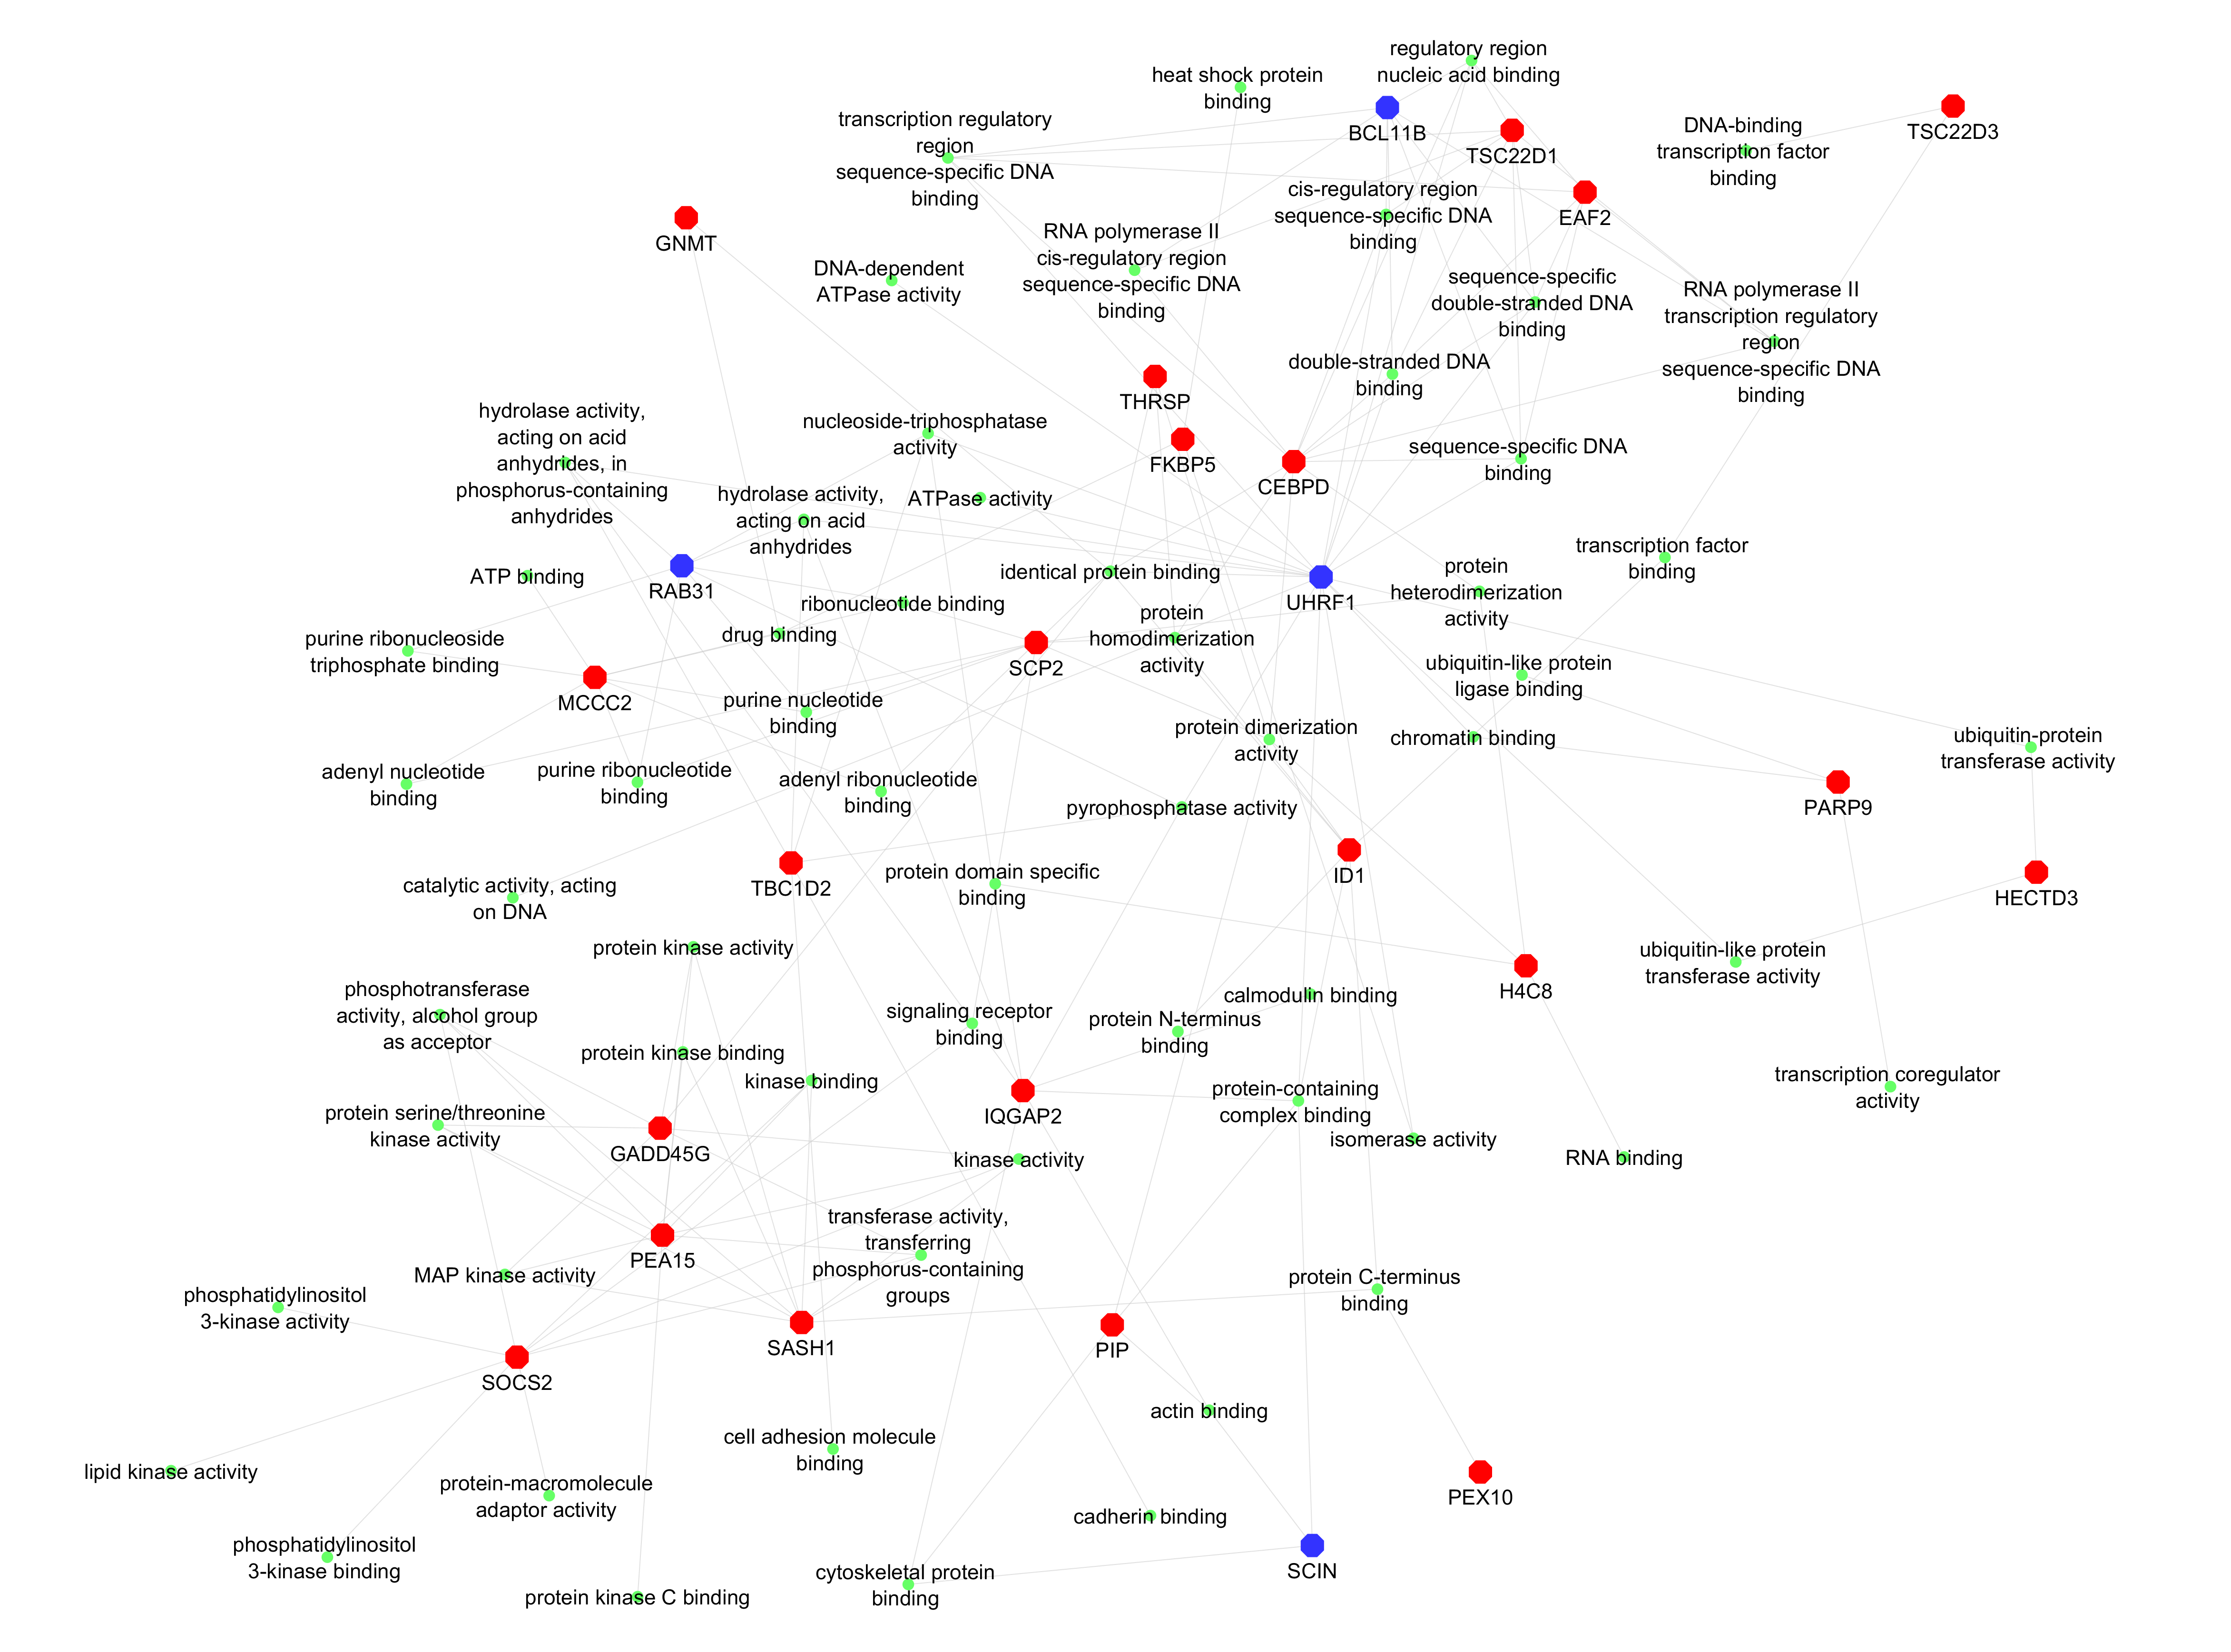 regulatory region
nucleic acid binding
heat shock protein
binding
BCL11B
TSC22D1
TSC22D3
DNA-binding
transcription factor
binding
transcription regulatory
region
sequence-specific DNA
binding
cis-regulatory region
sequence-specific DNA
binding
EAF2
GNMT
RNA polymerase II
cis-regulatory region
sequence-specific DNA
binding
DNA-dependent
ATPase activity
sequence-specific
double-stranded DNA
binding
RNA polymerase II
transcription regulatory
region
sequence-specific DNA
binding
double-stranded DNA
binding
THRSP
hydrolase activity,
acting on acid
anhydrides, in
phosphorus-containing
anhydrides
nucleoside-triphosphatase
activity
FKBP5
CEBPD
sequence-specific DNA
binding
hydrolase activity,
acting on acid
anhydrides
ATPase activity
transcription factor
binding
ATP binding
RAB31
identical protein binding
UHRF1
protein
heterodimerization
activity
ribonucleotide binding
purine ribonucleoside
triphosphate binding
drug binding
protein
homodimerization
activity
SCP2
ubiquitin-like protein
ligase binding
MCCC2
purine nucleotide
binding
protein dimerization
activity
chromatin binding
ubiquitin-protein
transferase activity
adenyl nucleotide
binding
purine ribonucleotide
binding
adenyl ribonucleotide
binding
pyrophosphatase activity
PARP9
catalytic activity, acting
on DNA
TBC1D2
protein domain specific
binding
ID1
HECTD3
protein kinase activity
ubiquitin-like protein
transferase activity
H4C8
phosphotransferase
activity, alcohol group
as acceptor
signaling receptor
binding
calmodulin binding
protein N-terminus
binding
protein kinase binding
kinase binding
transcription coregulator
activity
protein serine/threonine
kinase activity
IQGAP2
protein-containing
complex binding
GADD45G
kinase activity
isomerase activity
RNA binding
transferase activity,
transferring
phosphorus-containing
groups
PEA15
MAP kinase activity
phosphatidylinositol
3-kinase activity
protein C-terminus
binding
SASH1
PIP
SOCS2
actin binding
cell adhesion molecule
binding
lipid kinase activity
protein-macromolecule
adaptor activity
PEX10
cadherin binding
phosphatidylinositol
3-kinase binding
cytoskeletal protein
binding
SCIN
protein kinase C binding